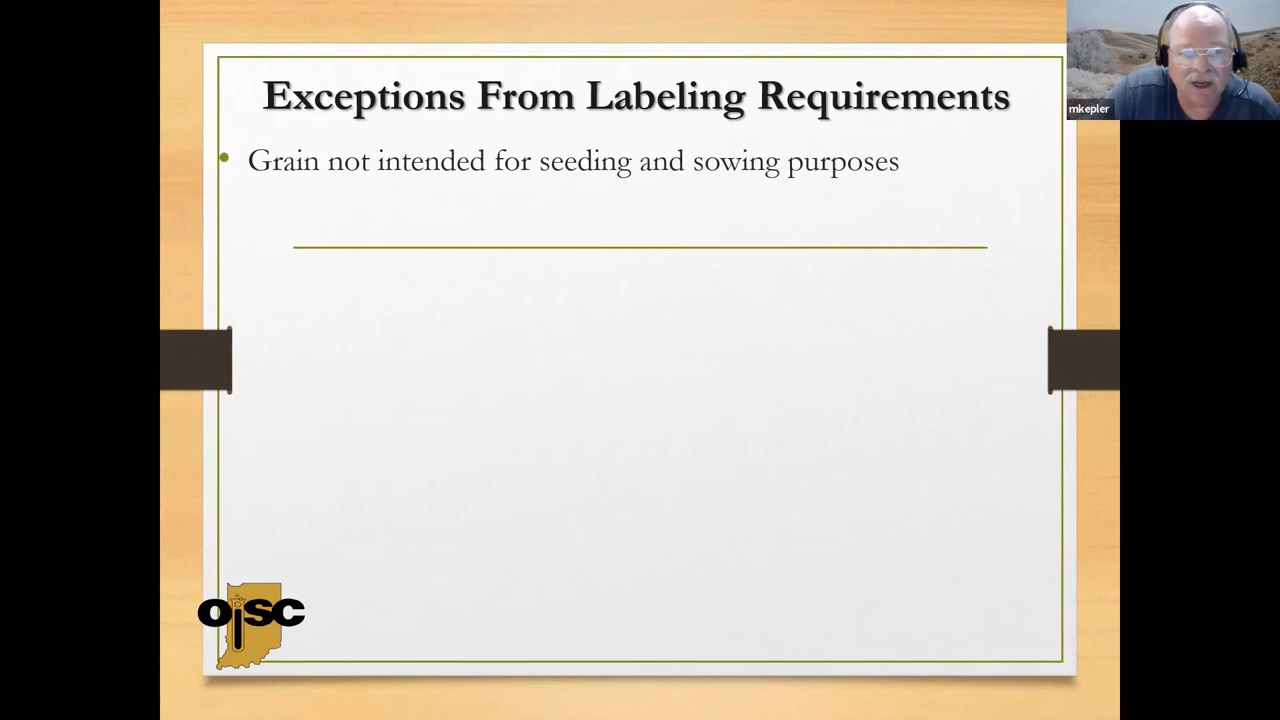 Exceptions From Labeling Requirements
mkepler
• Grain not intended for seeding and sowing purposes
OISC